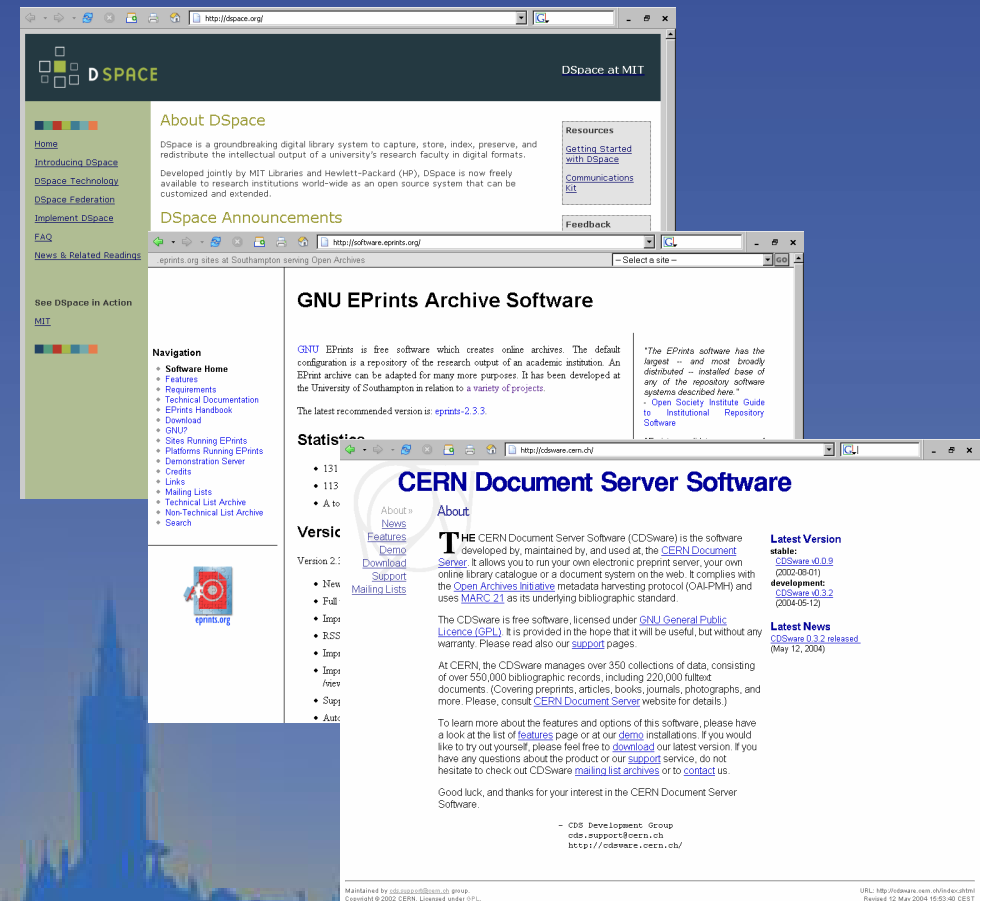 http://dspace.org/
G
DSPACE
DSpace at MIT
Home
Introducing DSpace
DSpace Technology
DSpace Federation
Implement DSpace
FAQ
News & Related Readings
See DSpace in Action
MIT
About DSpace
DSpace is a groundbreaking digital library system to capture, store, index, preserve, and
redistribute the intellectual output of a university's research faculty in digital formats.
Developed jointly by MIT Libraries and Hewlett-Packard (HP), DSpace is now freely
available to research institutions world-wide as an open source system that can be
customized and extended.
DSpace Announcements
Resources
Getting Started
with DSpace
Communications
Kit
Feedback
http://software.eprints.org/
G
.eprints.org sites at Southampton serving Open Archives
-- Select a site --
GO
GNU EPrints Archive Software
Navigation
Software Home
Features
Requirements
Technical Documentation
EPrints Handbook
Download
GNU?
Sites Running EPrints
Platforms Running EPrints
Demonstration Server
Credits
Links
Mailing Lists
Technical List Archive
Non-Technical List Archive
Search
eprints.org
GNU EPrints is free software which creates online archives. The default
configuration is a repository of the research output of an academic institution. An
EPrint archive can be adapted for many more purposes. It has been developed at
the University of Southampton in relation to a variety of projects.
The latest recommended version is: eprints-2.3.3.
Statistics
131
113
A to
Versio
Version 2.3
New
Full
Impr
RSS
Impr
Impr
/view
Supp
Auto
"The EPrints software has the
largest -- and most broadly
distributed -- installed base of
any of the repository software
systems described here."
- Open Society Institute Guide
to Institutional Repository
Software
http://cdsware.cern.ch/
G
CERN Document Server Software
About »
News
Features
Demo
Download
Support
Mailing Lists
About
THE CERN Document Server Software (CDSware) is the software
developed by, maintained by, and used at, the CERN Document
Server. It allows you to run your own electronic preprint server, your own
online library catalogue or a document system on the web. It complies with
the Open Archives Initiative metadata harvesting protocol (OAI-PMH) and
uses MARC 21 as its underlying bibliographic standard.
The CDSware is free software, licensed under GNU General Public
Licence (GPL). It is provided in the hope that it will be useful, but without any
warranty. Please read also our support pages.
At CERN, the CDSware manages over 350 collections of data, consisting
of over 550,000 bibliographic records, including 220,000 fulltext
documents. (Covering preprints, articles, books, journals, photographs, and
more. Please, consult CERN Document Server website for details.)
To learn more about the features and options of this software, please have
a look at the list of features page or at our demo installations. If you would
like to try out yourself, please feel free to download our latest version. If you
have any questions about the product or our support service, do not
hesitate to check out CDSware mailing list archives or to contact us.
Good luck, and thanks for your interest in the CERN Document Server
Software.
– CDS Development Group
cds.support@cern.ch
http://cdsware.cern.ch/
Latest Version
stable:
CDSware v0.0.9
(2002-08-01)
development:
CDSware v0.3.2
(2004-05-12)
Latest News
CDSware 0.3.2 released
(May 12, 2004)
Maintained by cds.support@cern.ch group.
Copyright © 2002 CERN. Licensed under GPL.
URL: http://cdsware.cern.ch/index.shtml
Revised 12 May 2004 15:53:40 CEST